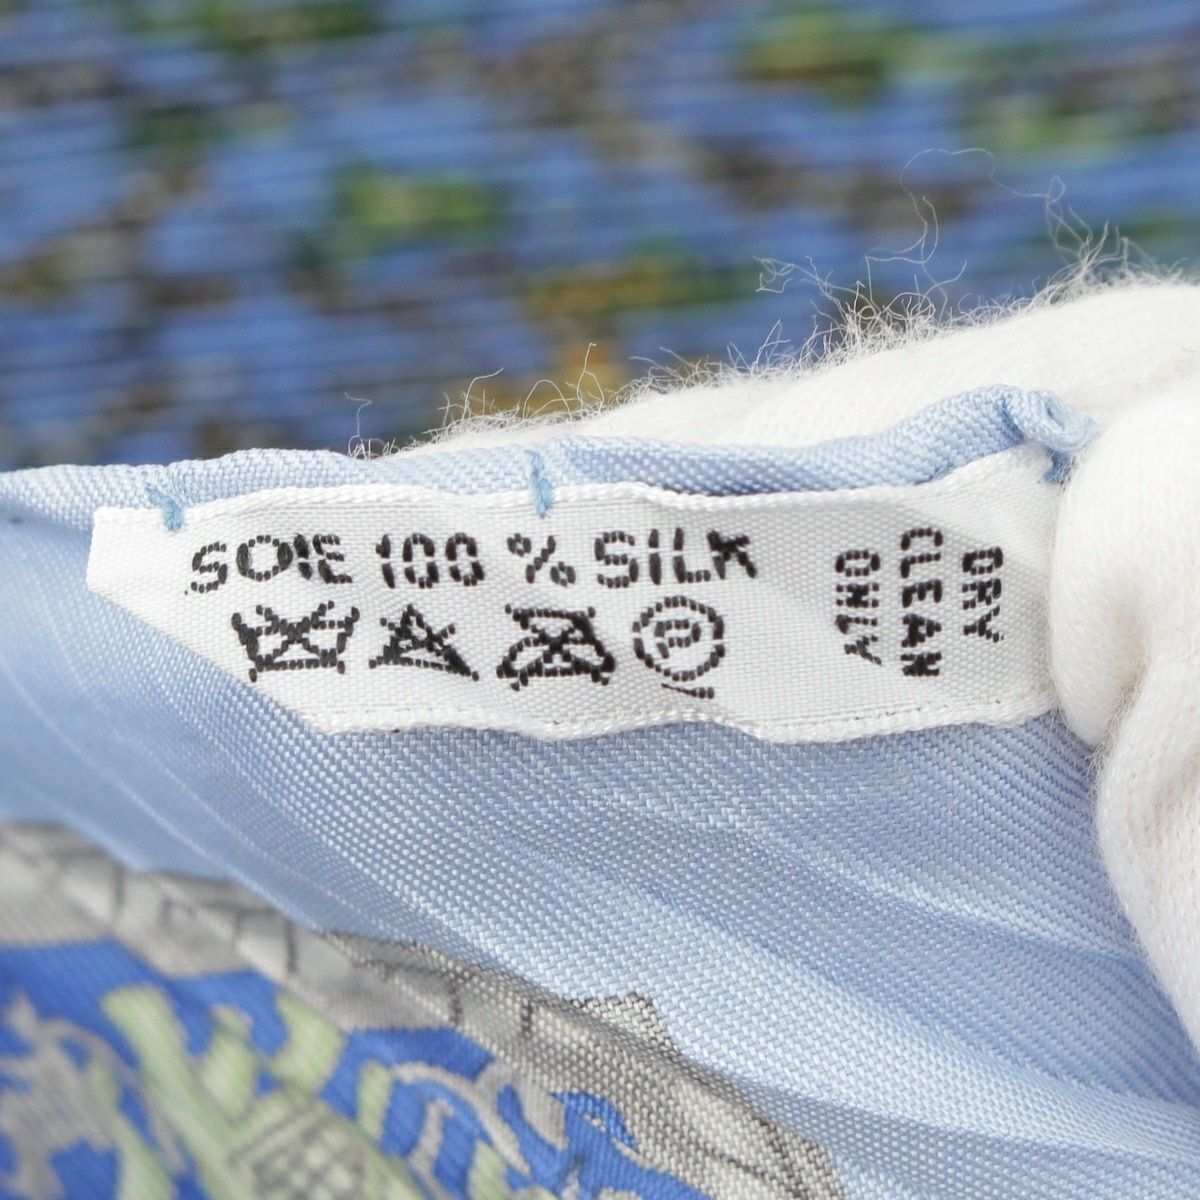 SOIE 100 % SILK
P
DRY
CLEAN
ONLY